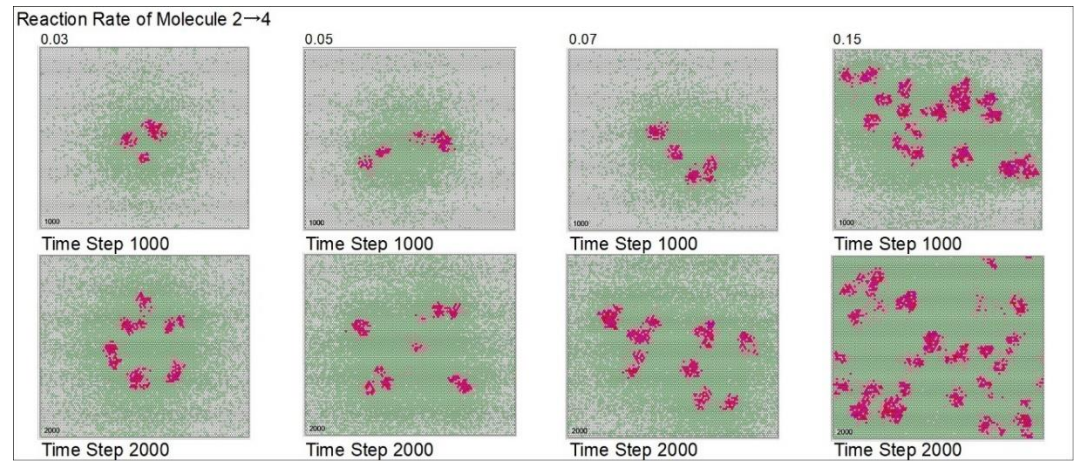 Reaction Rate of Molecule 2→4
0.03 0.05 0.07 0.15
1000 1000 1000 1000
Time Step 1000 Time Step 1000 Time Step 1000 Time Step 1000
2000 2000 2000 2000
Time Step 2000 Time Step 2000 Time Step 2000 Time Step 2000